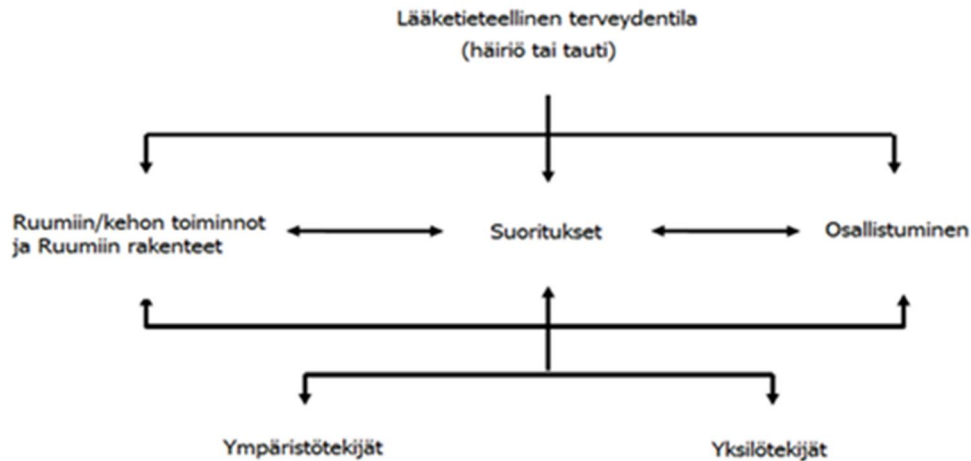 Lääketieteellinen terveydentila
(häiriö tai tauti)
Ruumiin/kehon toiminnot
ja Ruumiin rakenteet
Suoritukset
Osallistuminen
Ympäristötekijät
Yksilötekijät